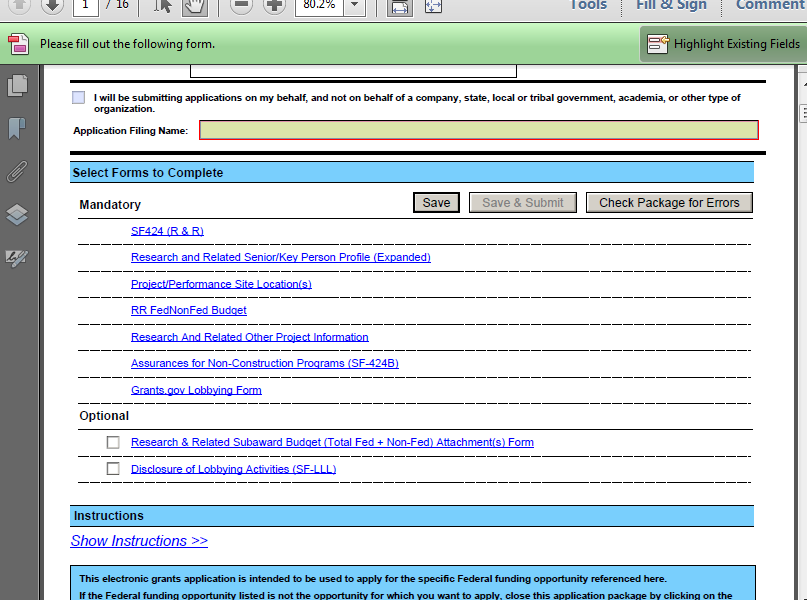 1 / 16
80.2%
Tools
Fill & Sign
Comment
Please fill out the following form.
Highlight Existing Fields
I will be submitting applications on my behalf, and not on behalf of a company, state, local or tribal government, academia, or other type of
organization.
Application Filing Name:
Select Forms to Complete
Mandatory
Save
Save & Submit
Check Package for Errors
SF424 (R & R)
Research and Related Senior/Key Person Profile (Expanded)
Project/Performance Site Location(s)
RR FedNonFed Budget
Research And Related Other Project Information
Assurances for Non-Construction Programs (SF-424B)
Grants.gov Lobbying Form
Optional
Research & Related Subaward Budget (Total Fed + Non-Fed) Attachment(s) Form
Disclosure of Lobbying Activities (SF-LLL)
Instructions
Show Instructions >>
This electronic grants application is intended to be used to apply for the specific Federal funding opportunity referenced here.
If the Federal funding opportunity listed is not the opportunity for which you want to apply, close this application package by clicking on the